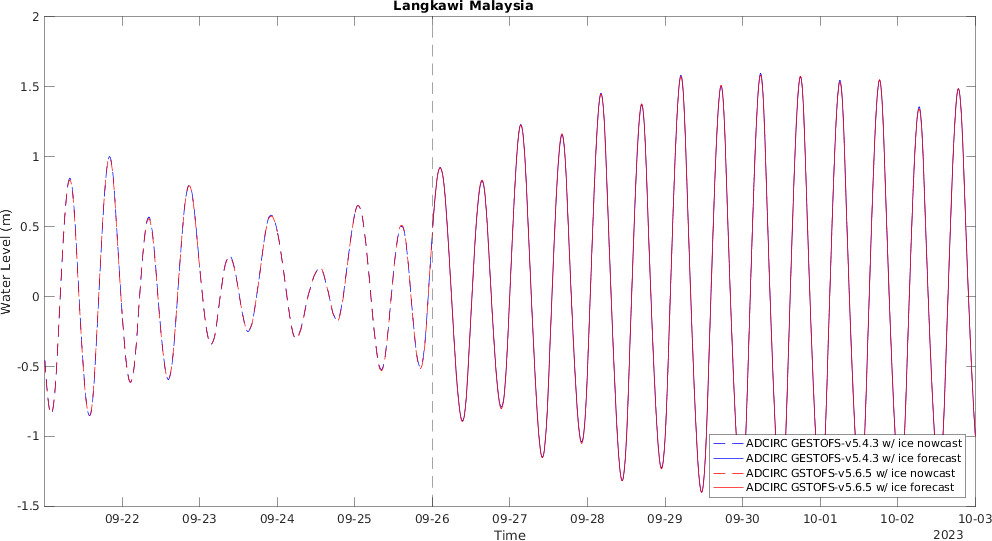 Langkawi Malaysia
2
1.5
1
0.5
0
-0.5
-1
-1.5
Water Level (m)
ADCIRC GESTOFS-v5.4.3 w/ ice nowcast
ADCIRC GESTOFS-v5.4.3 w/ ice forecast
ADCIRC GSTOFS-v5.6.5 w/ ice nowcast
ADCIRC GSTOFS-v5.6.5 w/ ice forecast
09-22 09-23 09-24 09-25 09-26 09-27 09-28 09-29 09-30 10-01 10-02 10-03
Time
2023